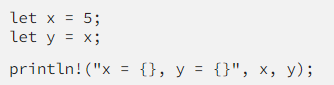 let x = 5;
let y = x;
println!("x = {}, y = {}", x, y);